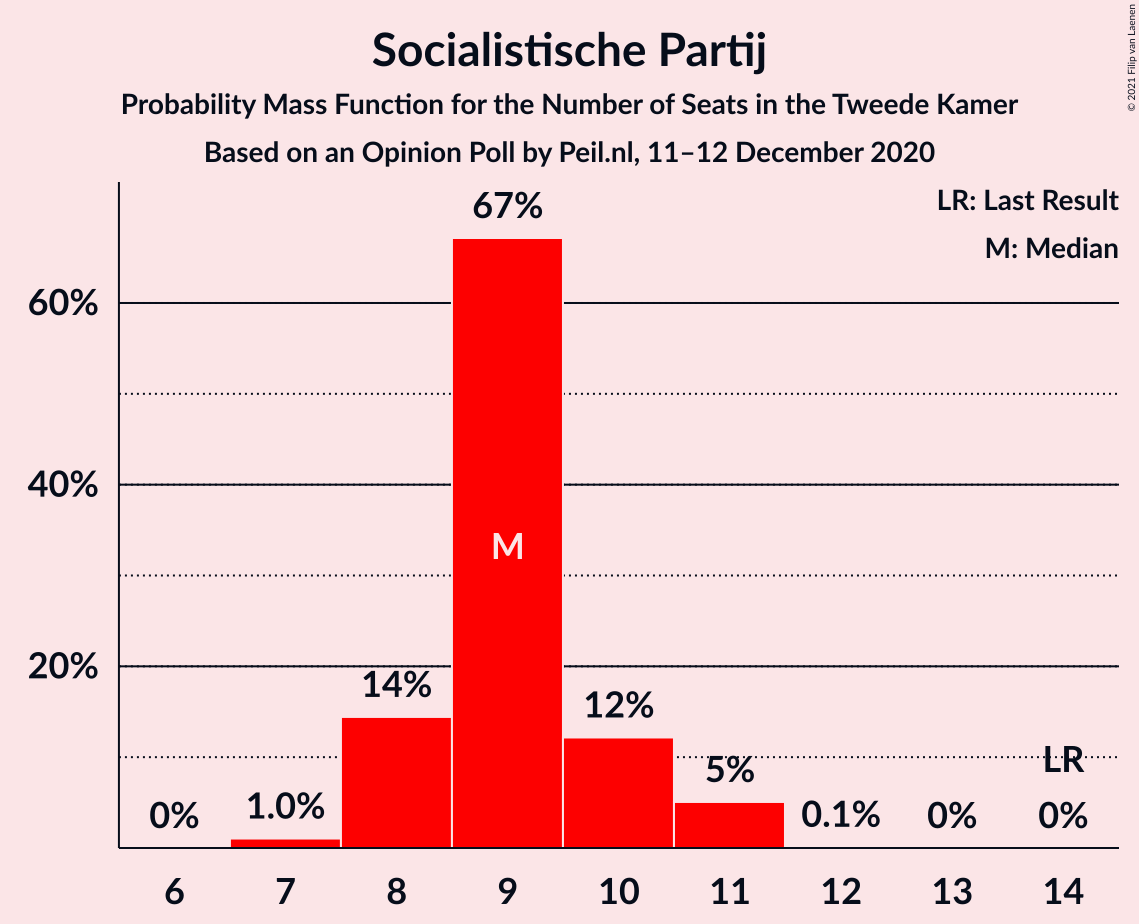 Socialistische Partij
Probability Mass Function for the Number of Seats in the Tweede Kamer
Based on an Opinion Poll by Peil.nl, 11–12 December 2020
© 2021 Filip van Laenen
LR: Last Result
M: Median
67%
60%
40%
M
20%
14%
12%
LR
5%
0%
1.0%
0.1%
0%
0%
6 7 8 9 10 11 12 13 14